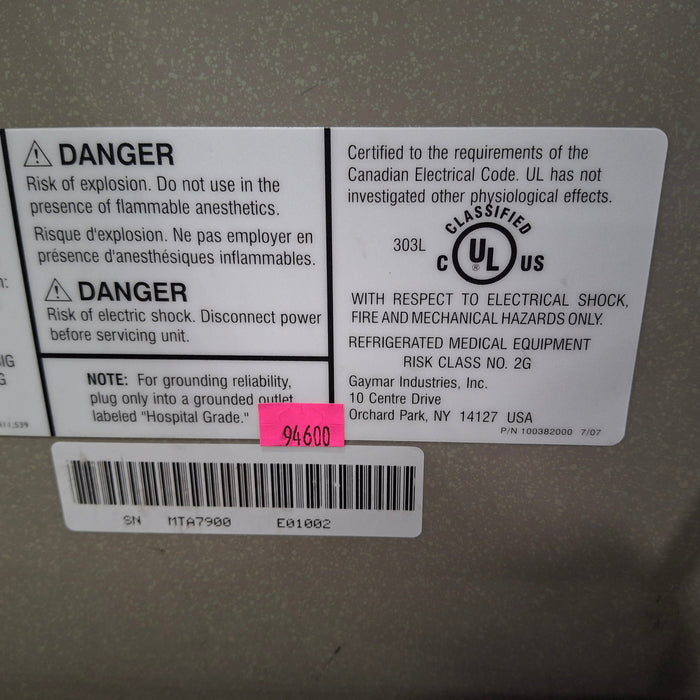 DANGER
Risk of explosion. Do not use in the
presence of flammable anesthetics.
Risque d'explosion. Ne pas employer en
présence d'anesthésiques inflammables.
DANGER
Risk of electric shock. Disconnect power
before servicing unit.
NOTE: For grounding reliability,
plug only into a grounded outlet
labeled "Hospital Grade."
Certified to the requirements of the
Canadian Electrical Code. UL has not
investigated other physiological effects.
CLASSIFIED
303L
C UL ® US
WITH RESPECT TO ELECTRICAL SHOCK,
FIRE AND MECHANICAL HAZARDS ONLY.
REFRIGERATED MEDICAL EQUIPMENT
RISK CLASS NO. 2G
Gaymar Industries, Inc.
10 Centre Drive
Orchard Park, NY 14127 USA
P/N 100382000 7/07
94600
SN MTA7900 E01002